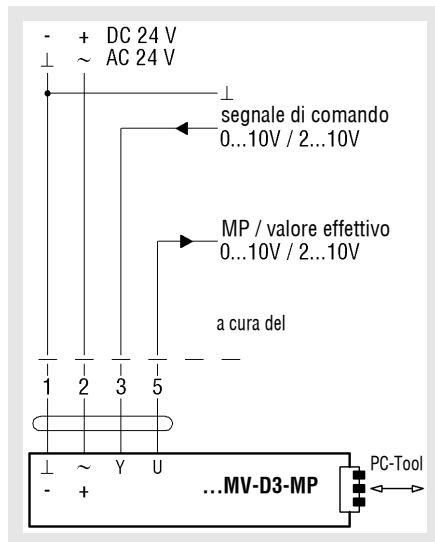 - + DC 24 V
⊥ ~ AC 24 V
⊥
segnale di comando
0...10V / 2...10V
MP / valore effettivo
0...10V / 2...10V
a cura del
1 2 3 5
⊥ ~ Y U
- +
...MV-D3-MP
PC-Tool